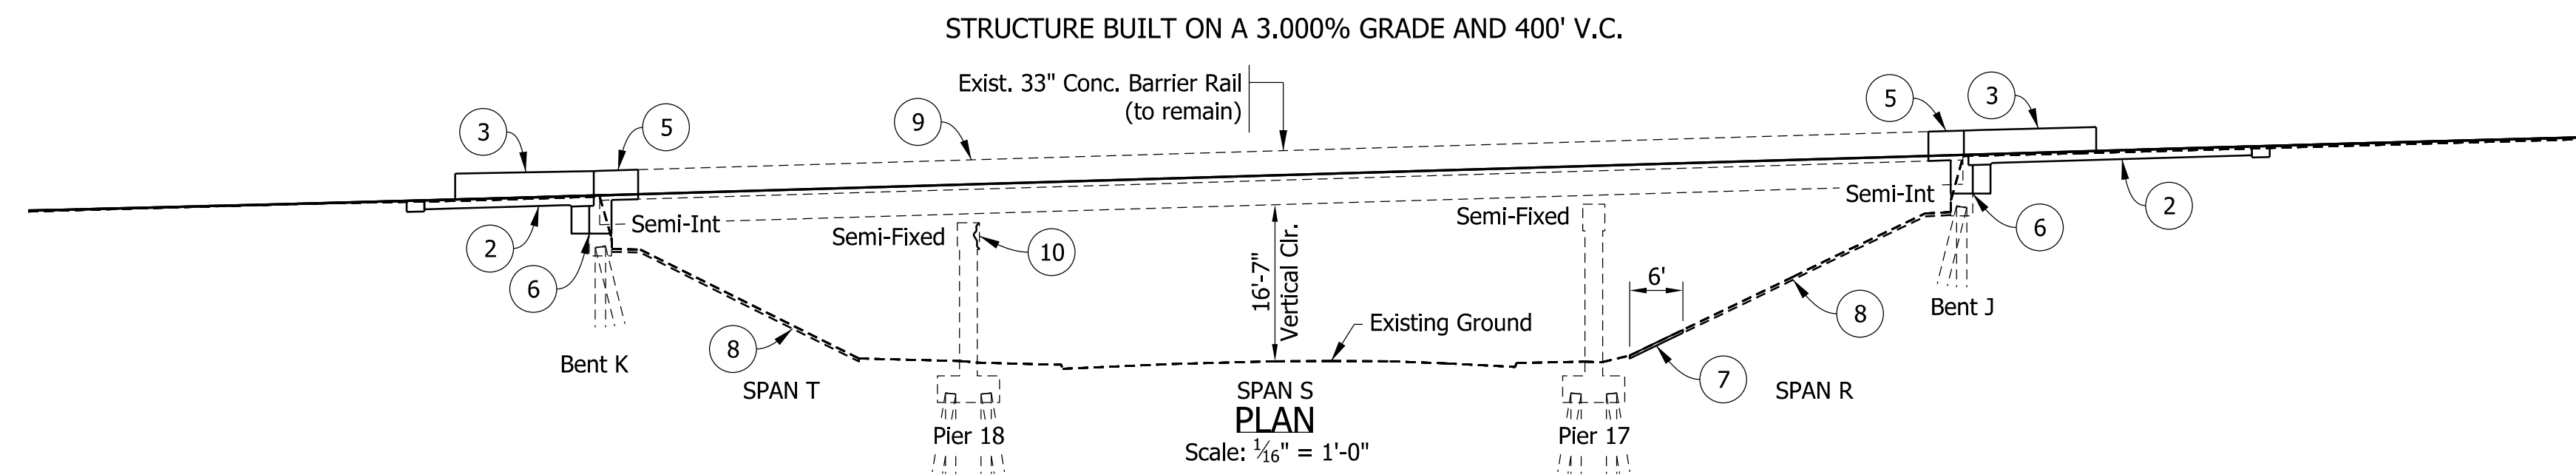 STRUCTURE BUILT ON A 3.000% GRADE AND 400' V.C.
Exist. 33" Conc. Barrier Rail
(to remain)
3
5
9
5
3
Semi-Int
Semi-Fixed
Semi-Fixed
Semi-Int
2
6
10
16'-7"
Vertical Clr.
6'
6
2
Existing Ground
Bent K
8
Bent J
8
7
SPAN T
SPAN S
SPAN R
PLAN
Scale: 1/16" = 1'-0"
Pier 18
Pier 17